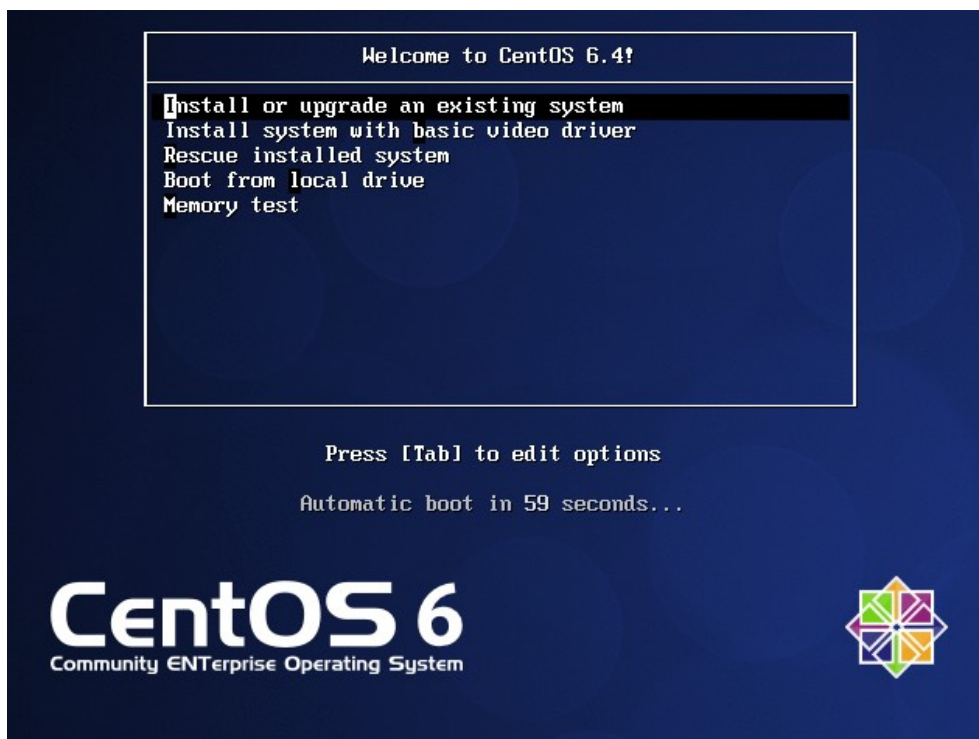 Welcome to CentOS 6.4!
Install or upgrade an existing system
Install system with basic video driver
Rescue installed system
Boot from local drive
Memory test
Press [Tab] to edit options
Automatic boot in 59 seconds...
CentOS 6
Community ENTerprise Operating System